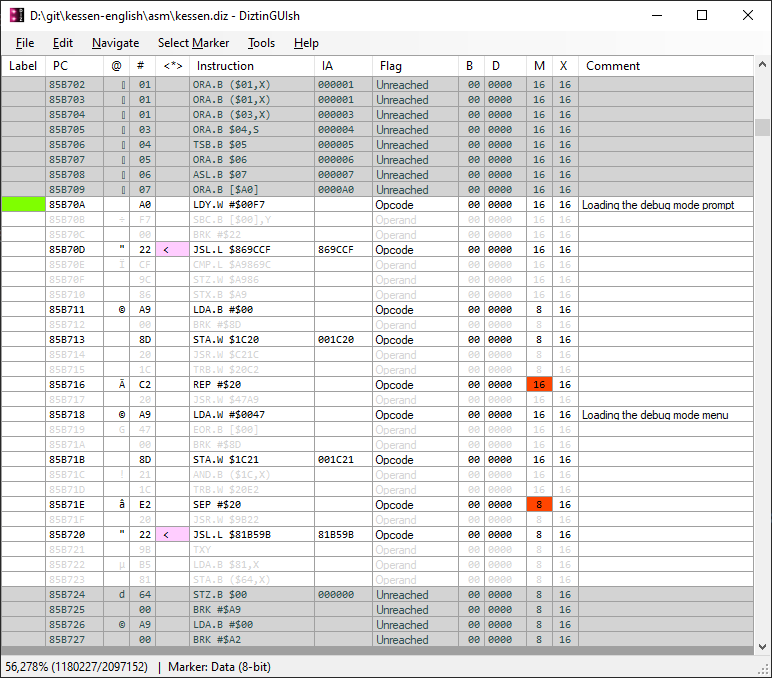 D:\git\kessen-english\asm\kessen.diz - DiztinGUIsh
File Edit Navigate Select Marker Tools Help
Label PC @ # <*> Instruction IA Flag B D M X Comment
85B702 ▯ 01 ORA.B ($01,X) 000001 Unreached 00 0000 16 16
85B703 ▯ 01 ORA.B ($01,X) 000001 Unreached 00 0000 16 16
85B704 ▯ 01 ORA.B ($03,X) 000003 Unreached 00 0000 16 16
85B705 ▯ 03 ORA.B $04,S 000004 Unreached 00 0000 16 16
85B706 ▯ 04 TSB.B $05 000005 Unreached 00 0000 16 16
85B707 ▯ 05 ORA.B $06 000006 Unreached 00 0000 16 16
85B708 ▯ 06 ASL.B $07 000007 Unreached 00 0000 16 16
85B709 ▯ 07 ORA.B [$A0] 0000A0 Unreached 00 0000 16 16
85B70A A0 LDY.W #$00F7 Opcode 00 0000 16 16 Loading the debug mode prompt
85B70B ÷ F7 SBC.B [$00],Y Operand 00 0000 16 16
85B70C 00 BRK #$22 Operand 00 0000 16 16
85B70D " 22 < JSL.L $869CCF 869CCF Opcode 00 0000 16 16
85B70E Ï CF CMP.L $A9869C Operand 00 0000 16 16
85B70F 9C STZ.W $A986 Operand 00 0000 16 16
85B710 86 STX.B $A9 Operand 00 0000 16 16
85B711 © A9 LDA.B #$00 Opcode 00 0000 8 16
85B712 00 BRK #$8D Operand 00 0000 8 16
85B713 8D STA.W $1C20 001C20 Opcode 00 0000 8 16
85B714 20 JSR.W $C21C Operand 00 0000 8 16
85B715 1C TRB.W $20C2 Operand 00 0000 8 16
85B716 Â C2 REP #$20 Opcode 00 0000 16 16
85B717 20 JSR.W $47A9 Operand 00 0000 16 16
85B718 © A9 LDA.W #$0047 Opcode 00 0000 16 16 Loading the debug mode menu
85B719 G 47 EOR.B [$00] Operand 00 0000 16 16
85B71A 00 BRK #$8D Operand 00 0000 16 16
85B71B 8D STA.W $1C21 001C21 Opcode 00 0000 16 16
85B71C ! 21 AND.B ($1C,X) Operand 00 0000 16 16
85B71D 1C TRB.W $20E2 Operand 00 0000 16 16
85B71E â E2 SEP #$20 Opcode 00 0000 8 16
85B71F 20 JSR.W $9B22 Operand 00 0000 8 16
85B720 " 22 < JSL.L $81B59B 81B59B Opcode 00 0000 8 16
85B721 9B TXY Operand 00 0000 8 16
85B722 µ B5 LDA.B $81,X Operand 00 0000 8 16
85B723 81 STA.B ($64,X) Operand 00 0000 8 16
85B724 d 64 STZ.B $00 000000 Unreached 00 0000 8 16
85B725 00 BRK #$A9 Unreached 00 0000 8 16
85B726 © A9 LDA.B #$00 Unreached 00 0000 8 16
85B727 00 BRK #$A2 Unreached 00 0000 8 16
56,278% (1180227/2097152) | Marker: Data (8-bit)